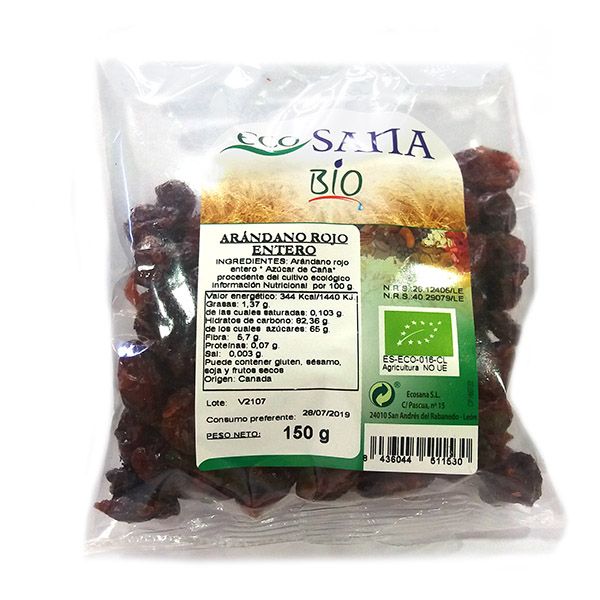 ECO SANA
BIO
ARÁNDANO ROJO
ENTERO
INGREDIENTES: Arándano rojo
entero * Azúcar de Caña*
procedente del cultivo ecológico
Información Nutricional por 100 g
Valor energético: 344 Kcal/1440 KJ.
Grasas: 1,37 g.
de las cuales saturadas: 0,103 g.
Hidratos de carbono: 82,36 g.
de los cuales azúcares: 65 g.
Fibra: 5,7 g.
Proteínas: 0,07 g.
Sal: 0,003 g.
Puede contener gluten, sésamo,
soja y frutos secos
Origen: Canada
Lote: V2107
Consumo preferente: 28/07/2019
PESO NETO: 150 g
N.R.S.:26.12405/LE
N.R.S.:40.29079/LE
ES-ECO-016-CL
Agricultura NO UE
Ecosana S.L.
C/ Pascua, nº 15
24010 San Andrés del Rabanedo - León
8 436044 511530